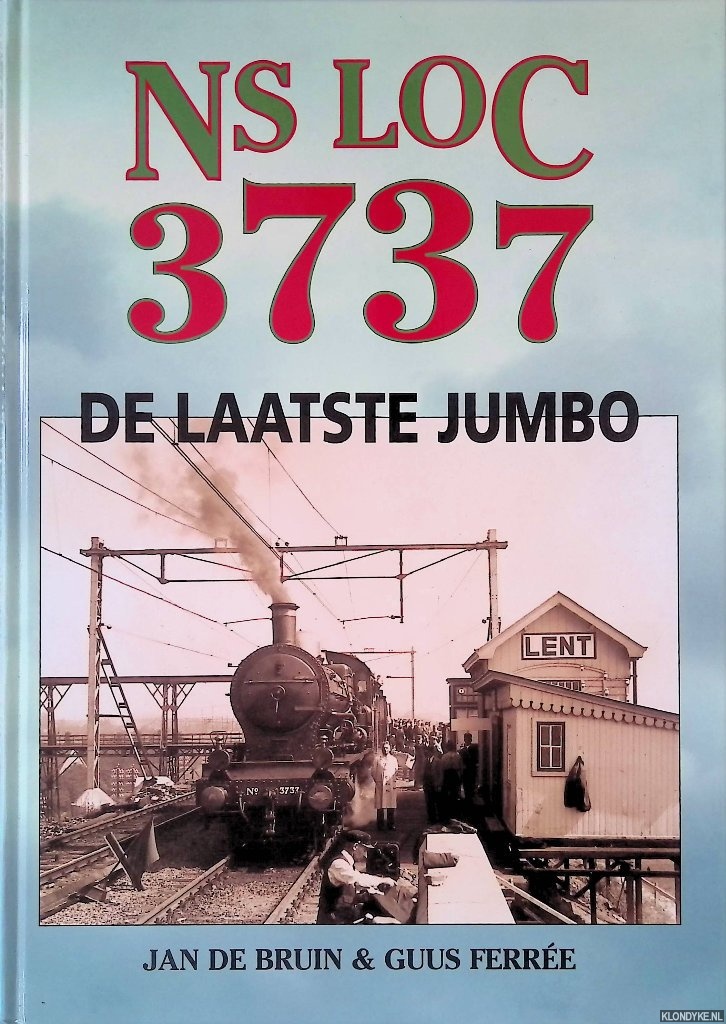 NS LOC
3737
DE LAATSTE JUMBO
LENT
No 3737
JAN DE BRUIN & GUUS FERRÉE
KLONDYKE.NL